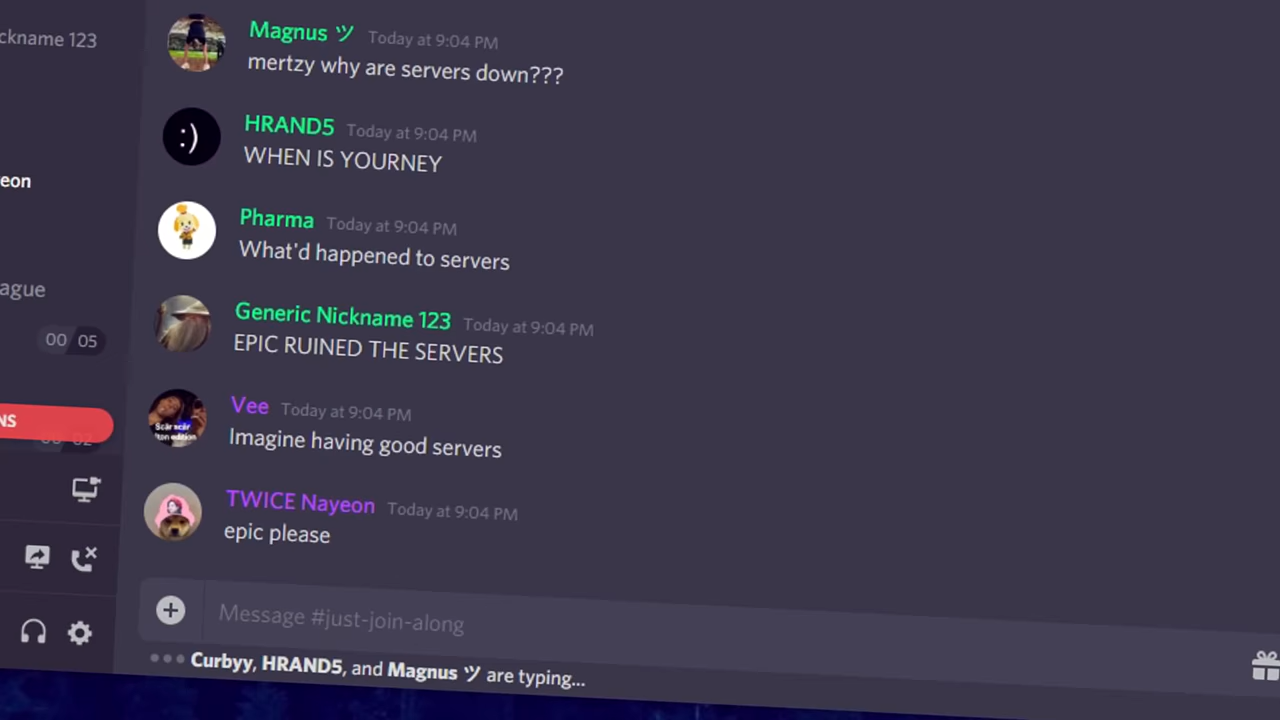 ckname 123
eon
ague
00 05
NS
Magnus ツ Today at 9:04 PM
mertzy why are servers down???
HRAND5 Today at 9:04 PM
WHEN IS YOURNEY
Pharma Today at 9:04 PM
What'd happened to servers
Generic Nickname 123 Today at 9:04 PM
EPIC RUINED THE SERVERS
Vee Today at 9:04 PM
Imagine having good servers
TWICE Nayeon Today at 9:04 PM
epic please
Message #just-join-along
Curbyy, HRAND5, and Magnus ツ are typing...